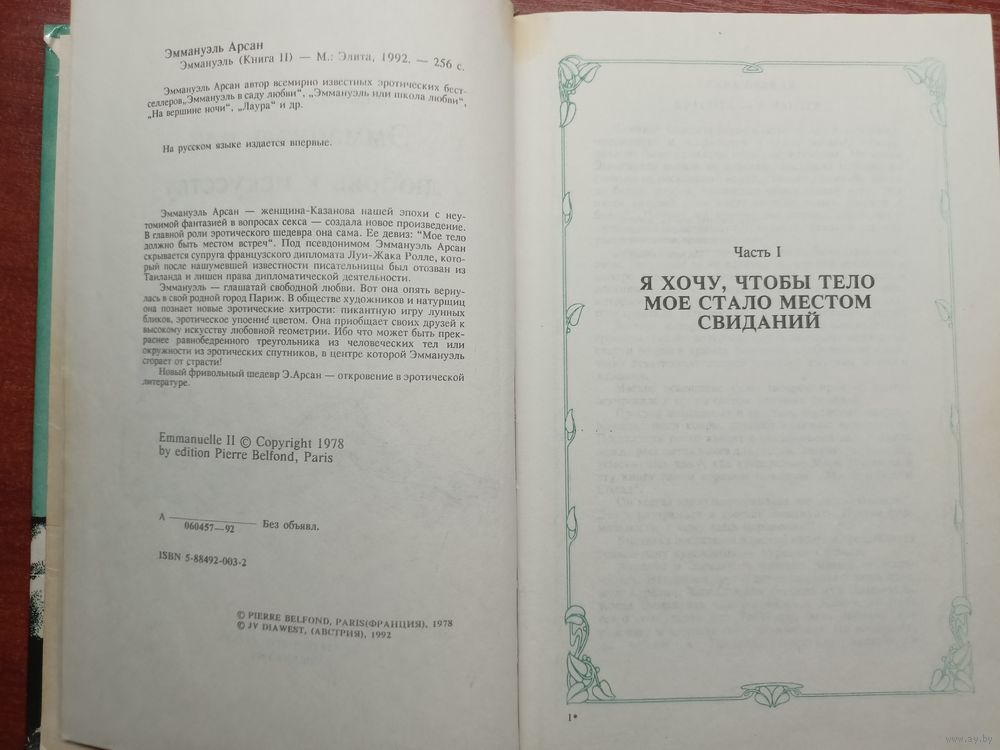 Эммануэль Арсан
Эммануэль (Книга II) — М.: Элита, 1992. — 256 с.
Эммануэль Арсан автор всемирно известных эротических бест-
селлеров„Эммануэль в саду любви“, „Эммануэль или школа любви“,
„На вершине ночи“, „Лаура“ и др.
На русском языке издается впервые.
Эммануэль Арсан — женщина-Казанова нашей эпохи с неу-
томимой фантазией в вопросах секса — создала новое произведение.
В главной роли эротического шедевра она сама. Ее девиз: “Мое тело
должно быть местом встреч“. Под псевдонимом Эммануэль Арсан
скрывается супруга французского дипломата Луи-Жака Ролле, кото-
рый после нашумевшей известности писательницы был отозван из
Таиланда и лишен права дипломатической деятельности.
Эммануэль — глашатай свободной любви. Вот она опять верну-
лась в свой родной город Париж. В обществе художников и натурщиц
она познает новые эротические хитрости: пикантную игру лунных
бликов, эротическое упоение цветом. Она приобщает своих друзей к
высокому искусству любовной геометрии. Ибо что может быть прек-
раснее равнобедренного треугольника из человеческих тел или
окружности из эротических спутников, в центре которой Эммануэль
сгорает от страсти!
Новый фривольный шедевр Э.Арсан — откровение в эротической
литературе.
Emmanuelle II © Copyright 1978
by edition Pierre Belfond, Paris
А ——— Без объявл.
060457—92
ISBN 5-88492-003-2
© PIERRE BELFOND, PARIS(ФРАНЦИЯ), 1978
© JV DIAWEST, (АВСТРИЯ), 1992
Часть I
Я ХОЧУ, ЧТОБЫ ТЕЛО
МОЕ СТАЛО МЕСТОМ
СВИДАНИЙ
1*
www.ay.by